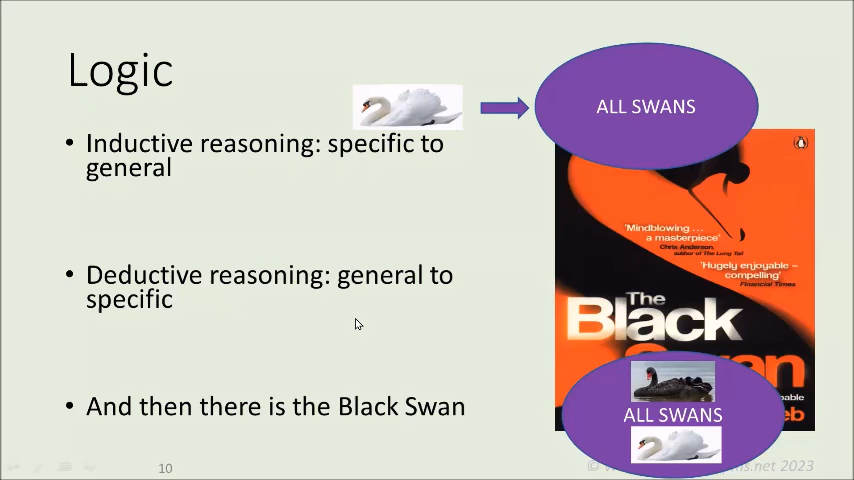 Logic
ALL SWANS
• Inductive reasoning: specific to
general
'Mindblowing ...
a masterpiece'
Chris Anderson,
author of The Long Tail
'Hugely enjoyable –
compelling'
Financial Times
• Deductive reasoning: general to
specific
The
Black
ALL SWANS
• And then there is the Black Swan
10
2023